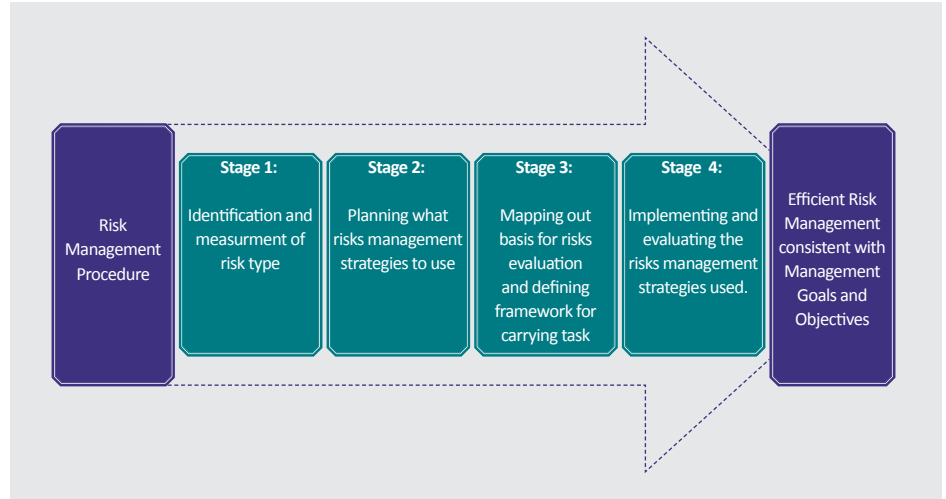 Risk
Management
Procedure
Stage 1:
Identification and
measurment of
risk type
Stage 2:
Planning what
risks management
strategies to use
Stage 3:
Mapping out
basis for risks
evaluation
and defining
framework for
carrying task
Stage 4:
Implementing and
evaluating the
risks management
strategies used.
Efficient Risk
Management
consistent with
Management
Goals and
Objectives